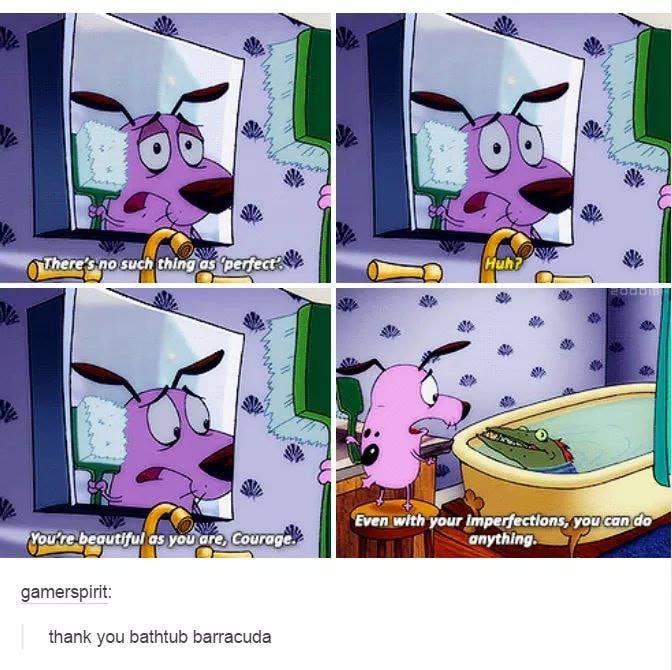 There's no such thing as 'perfect'.
Huh?
You're beautiful as you are, Courage.
Even with your imperfections, you can do
anything.
gamerspirit:
thank you bathtub barracuda